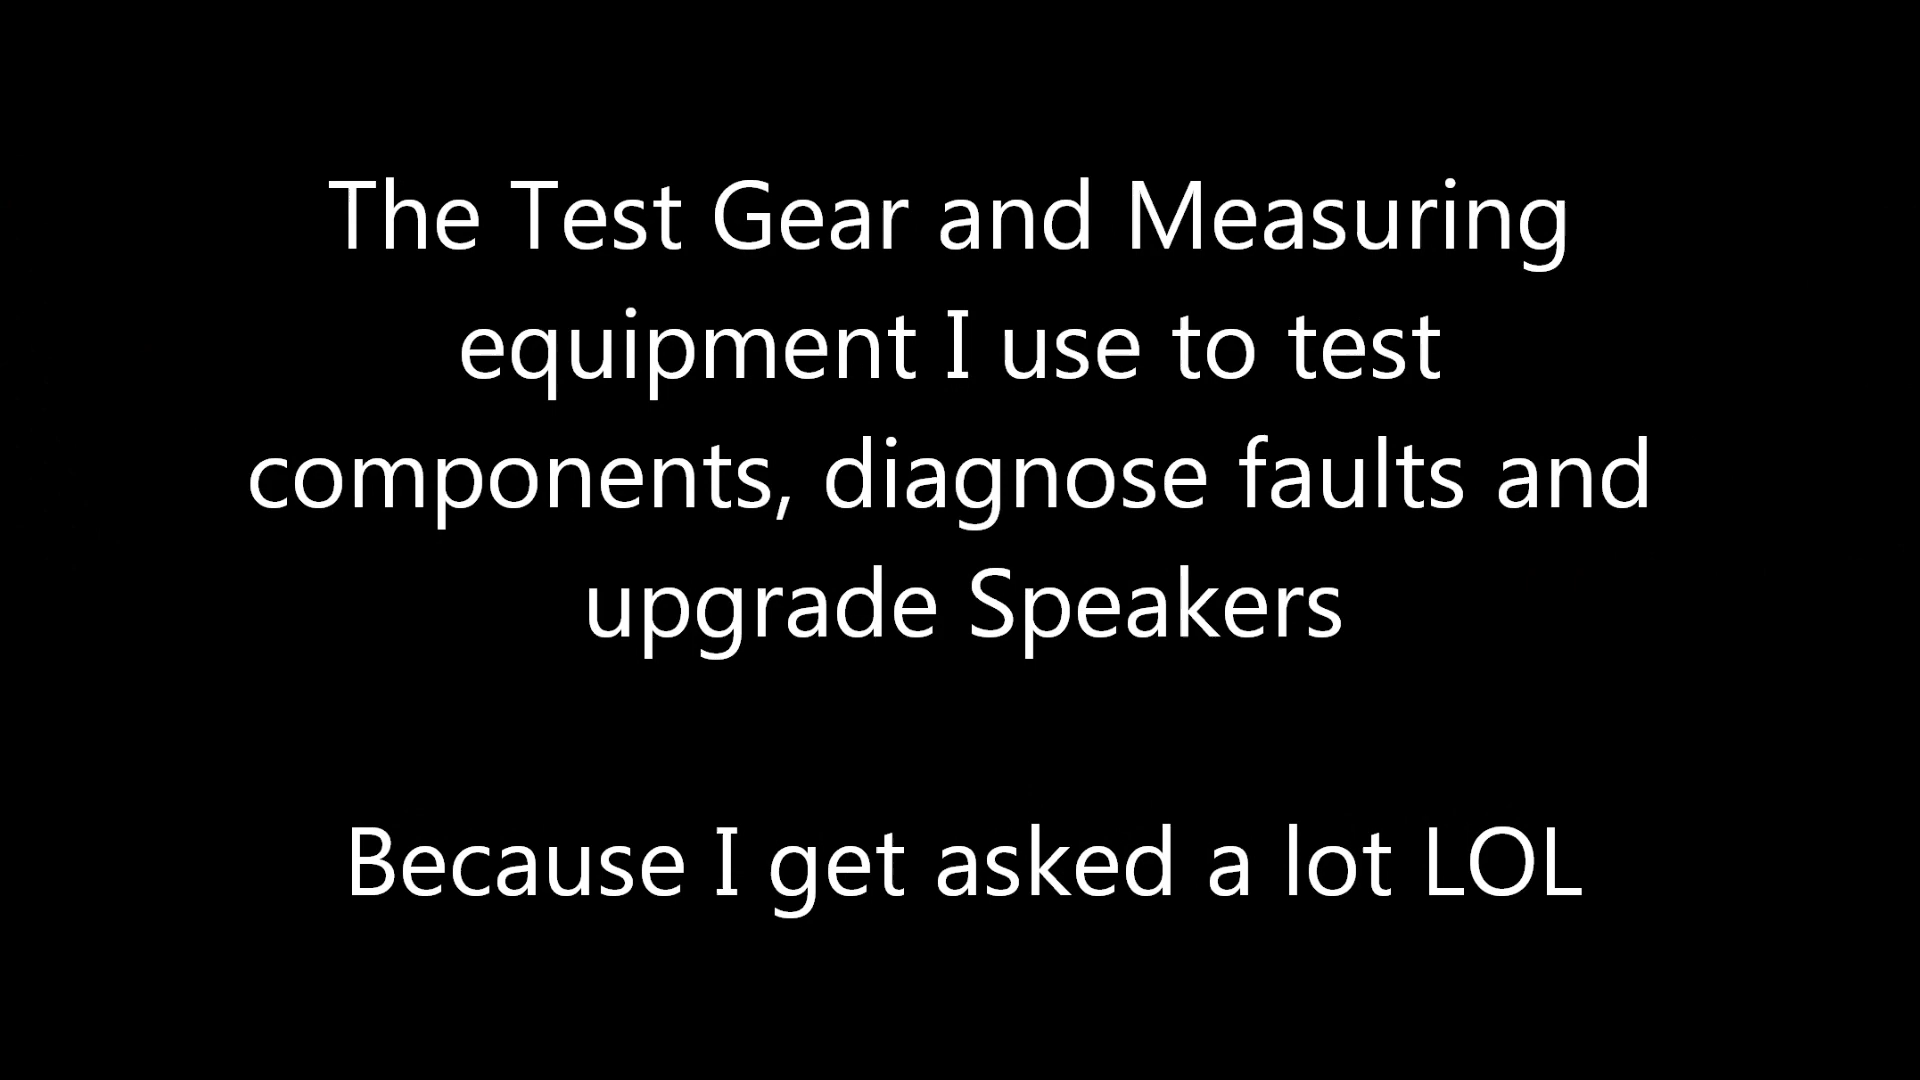 The Test Gear and Measuring
equipment I use to test
components, diagnose faults and
upgrade Speakers
Because I get asked a lot LOL